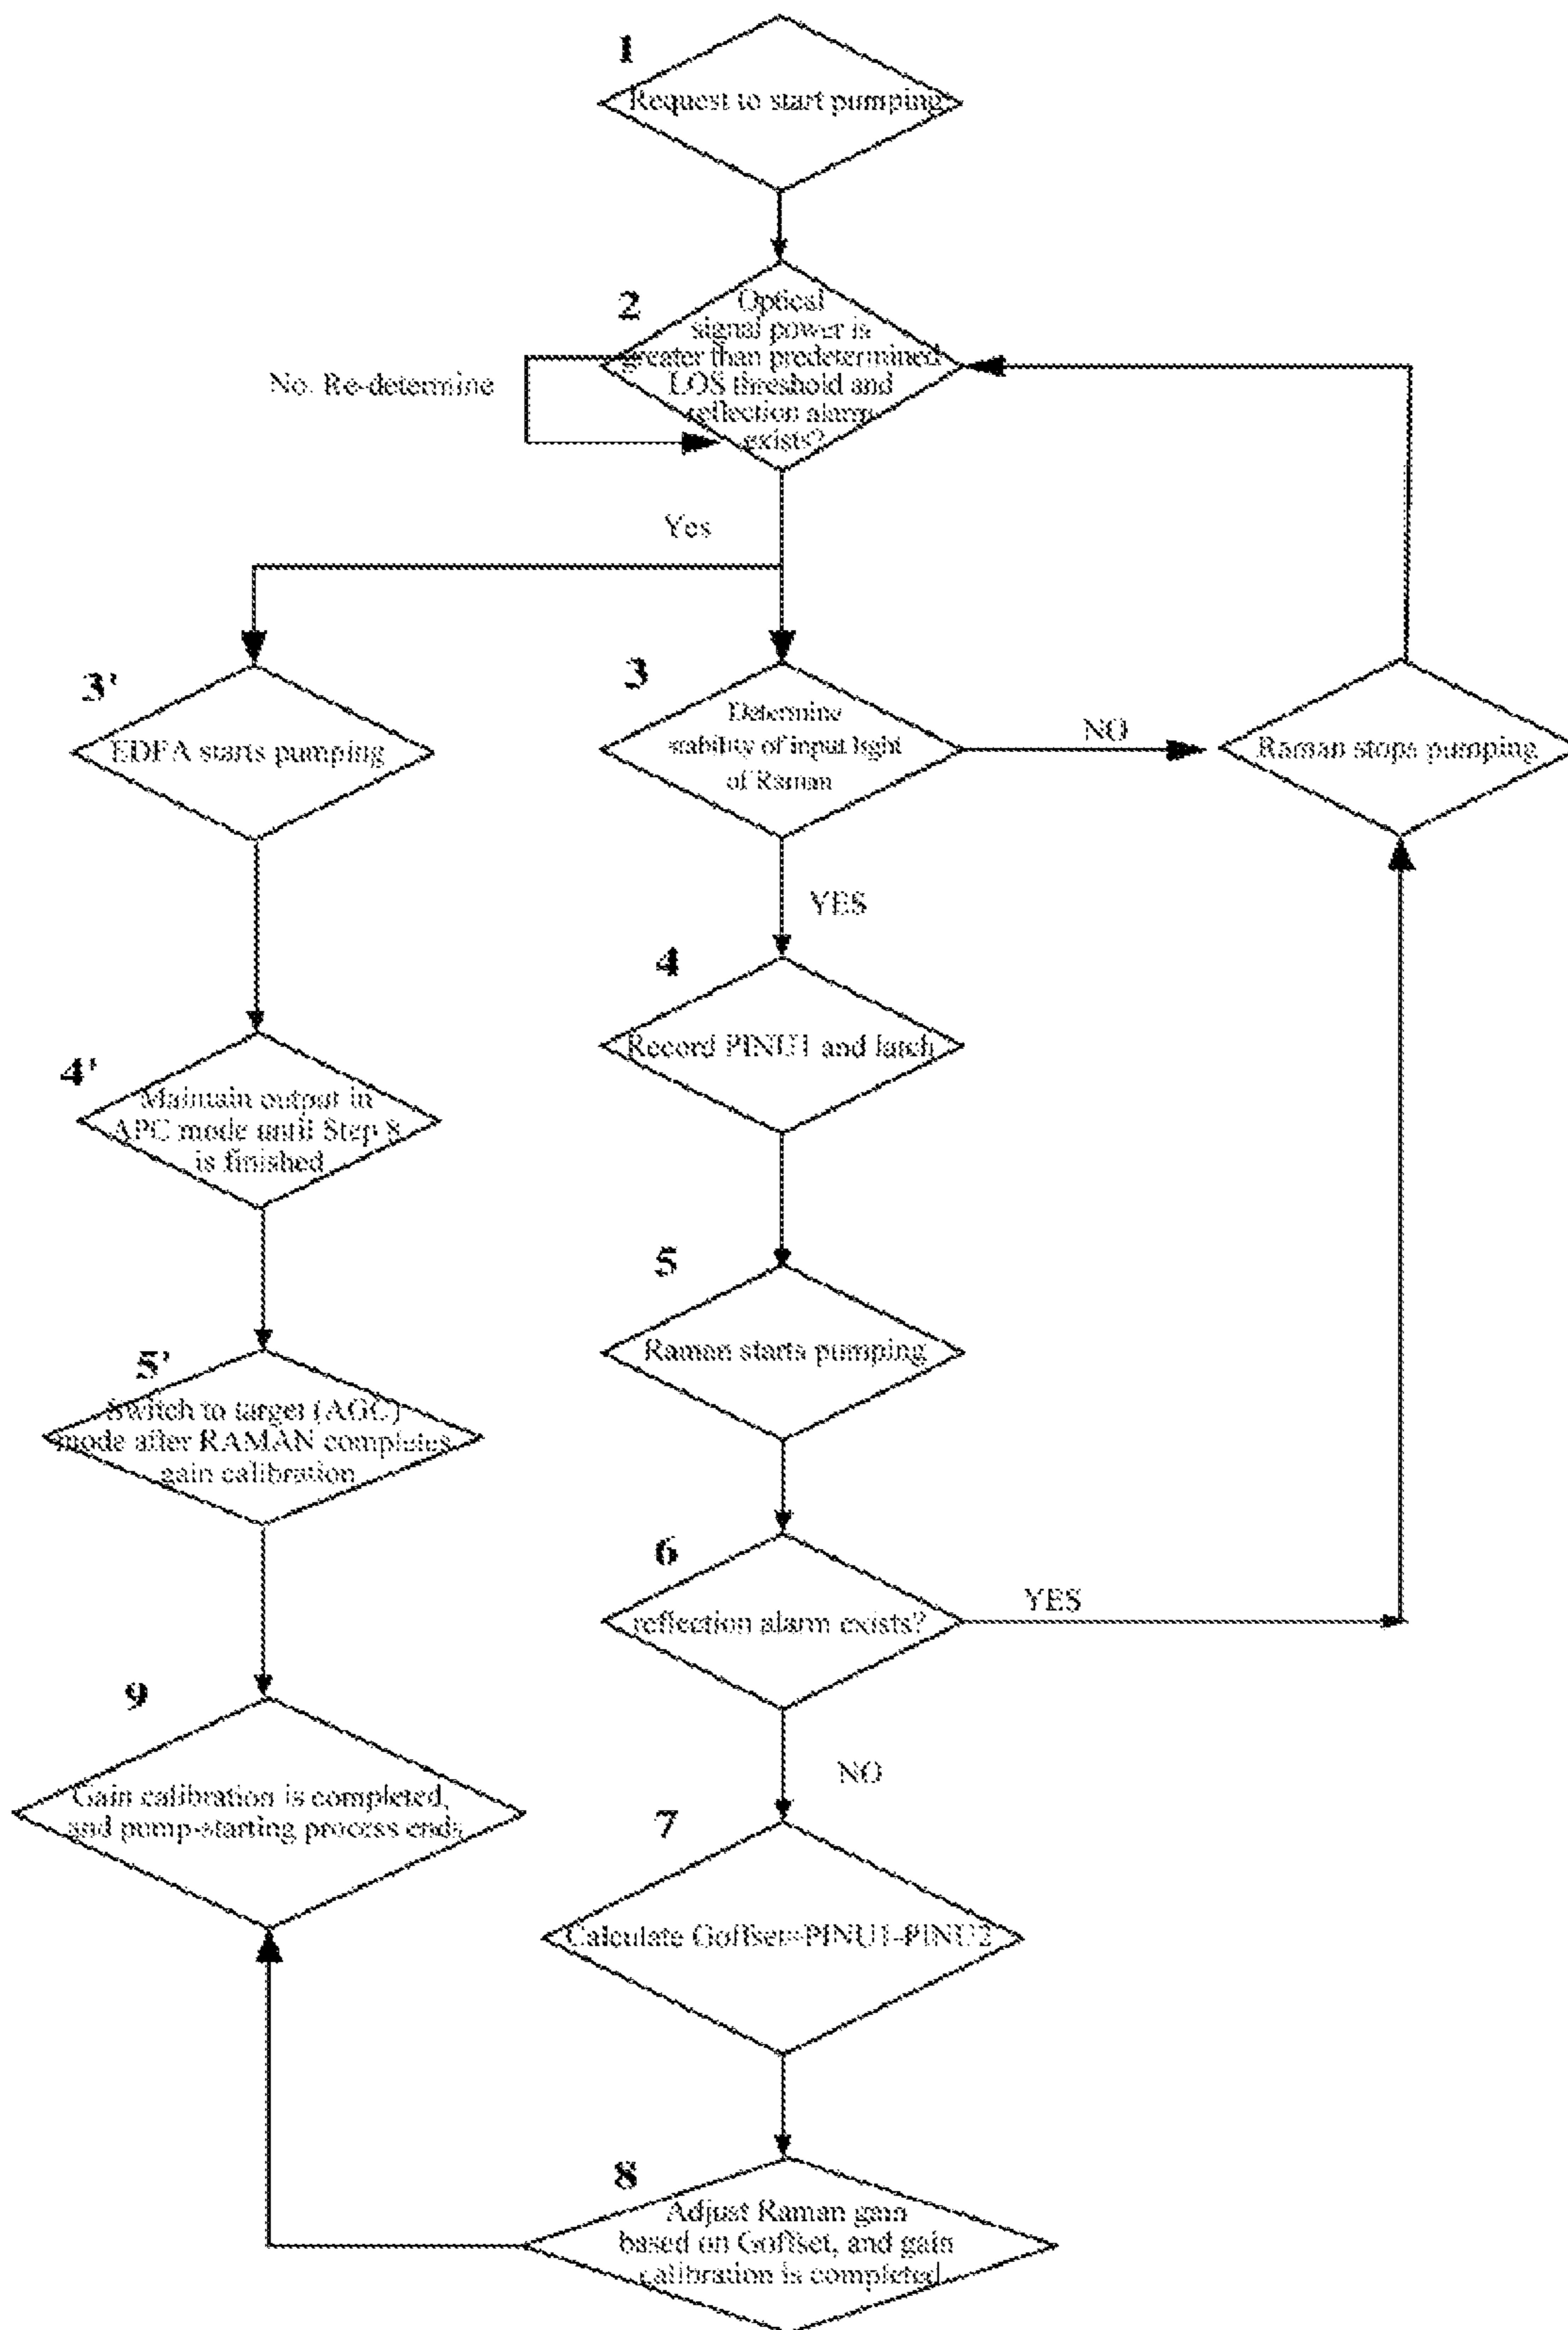 1
Request to start pumping
2
Optical
signal power is
greater than predetermined
LOS threshold and
reflection alarm
exists?
No. Re-determine
Yes
3'
EDFA starts pumping
3
Determine
stability of input light
of Raman
NO
Raman stops pumping
YES
4
Record PINU1 and latch
4'
Maintain output in
APC mode until Step 8
is finished
5
Raman starts pumping
5'
Switch to target (AGC)
mode after RAMAN completes
gain calibration
6
reflection alarm exists?
YES
NO
9
Gain calibration is completed,
and pump-starting process ends
7
Calculate Goffset=PINU1-PINU2
8
Adjust Raman gain
based on Goffset, and gain
calibration is completed